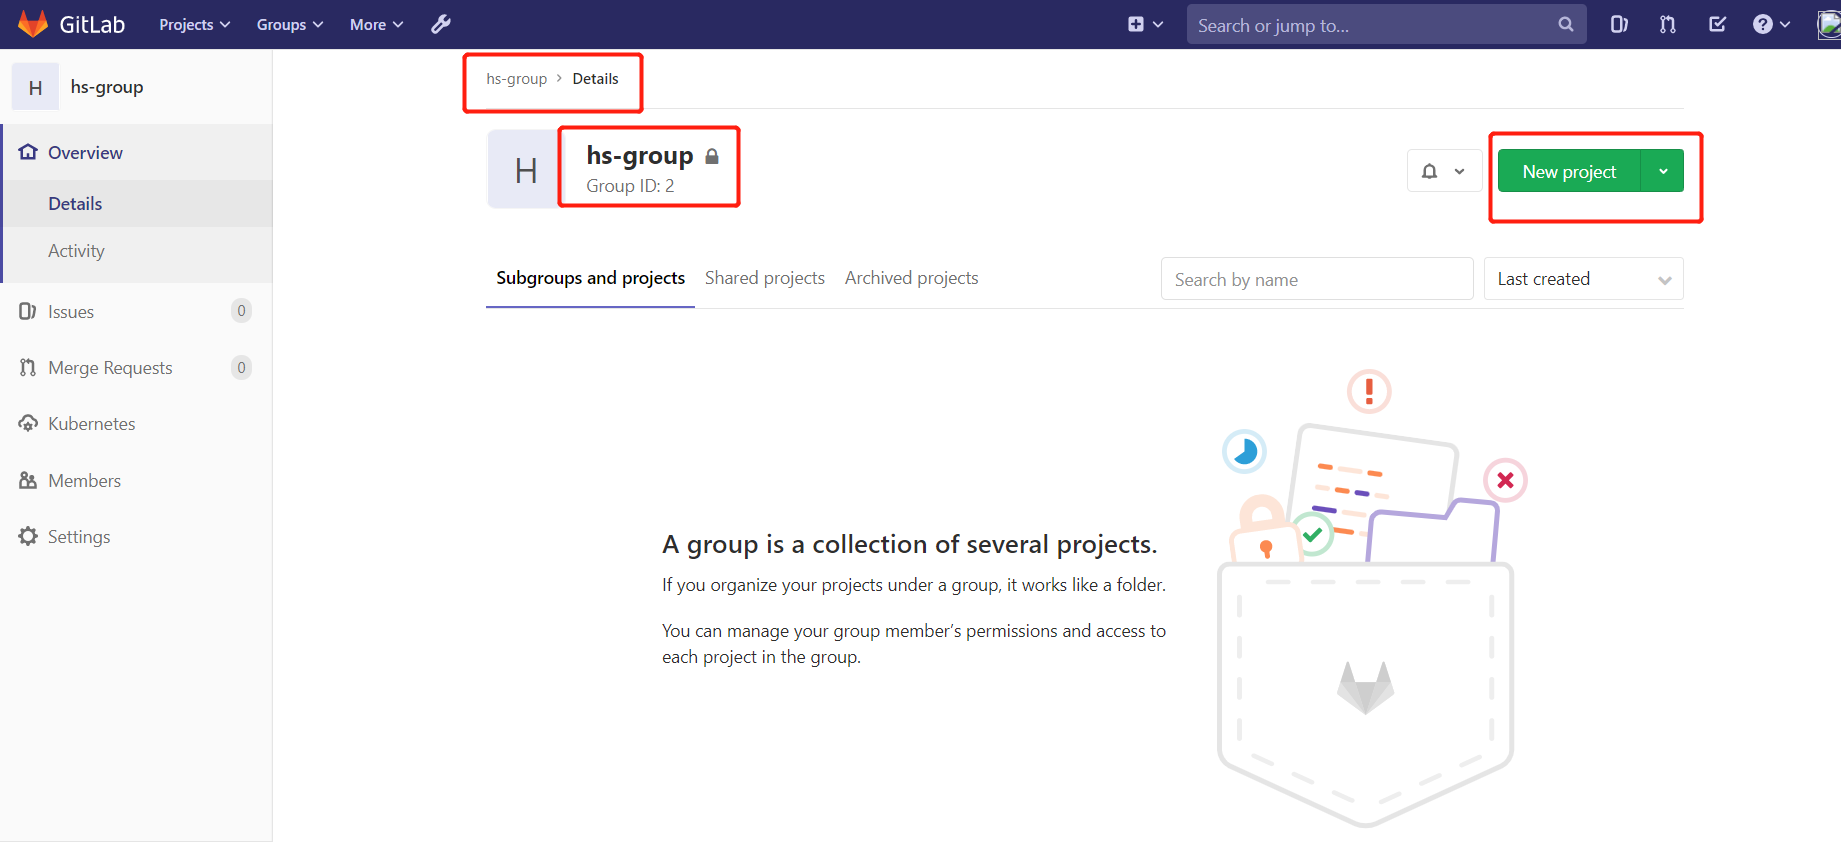 GitLab Projects Groups More Search or jump to...
H hs-group
Overview
Details
Activity
Issues 0
Merge Requests 0
Kubernetes
Members
Settings
hs-group › Details
H
hs-group
Group ID: 2
New project
Subgroups and projects Shared projects Archived projects Search by name Last created
A group is a collection of several projects.
If you organize your projects under a group, it works like a folder.
You can manage your group member’s permissions and access to
each project in the group.